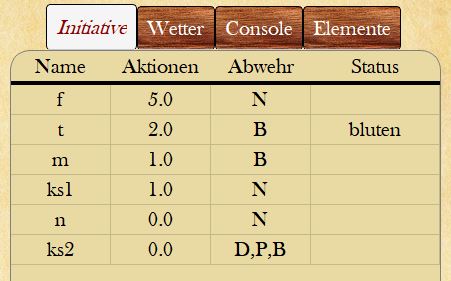 Initiative Wetter Console Elemente
Name Aktionen Abwehr Status
f 5.0 N
t 2.0 B bluten
m 1.0 B
ks1 1.0 N
n 0.0 N
ks2 0.0 D,P,B